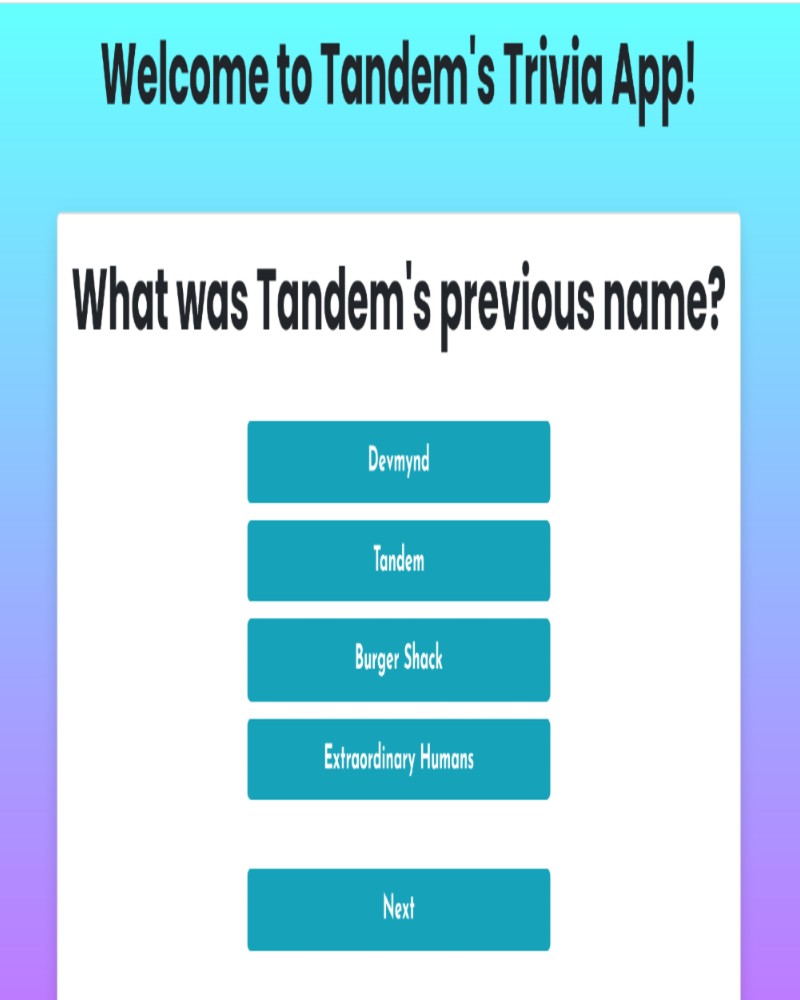 Welcome to Tandem's Trivia App!
What was Tandem's previous name?
Devmynd
Tandem
Burger Shack
Extraordinary Humans
Next